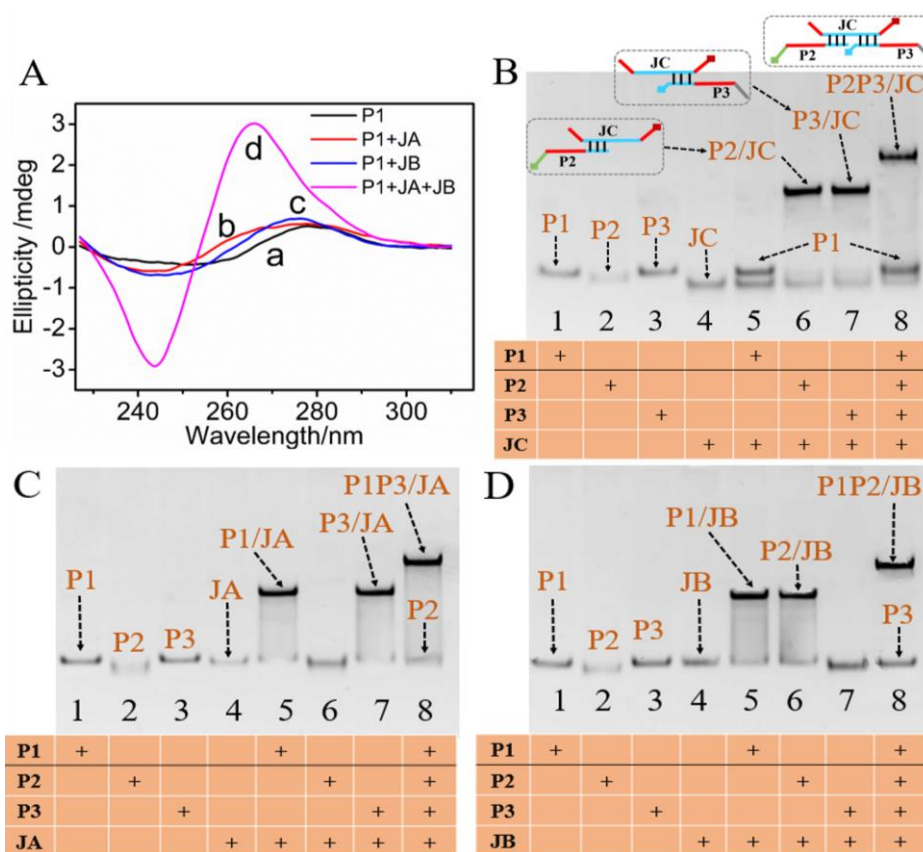 A
Ellipticity /mdeg
3
2
1
0
-1
-2
-3
240 260 280 300
Wavelength/nm
P1
P1+JA
P1+JB
P1+JA+JB
a
b
c
d
B
JC
P2 P3
JC
P3
JC
P2
P2P3/JC
P3/JC
P2/JC
P1 P2 P3 JC P1
1 2 3 4 5 6 7 8
P1 + + +
P2 + + +
P3 + + +
JC + + + + +
C
P1P3/JA
P3/JA
P1/JA
P1 P2 P3 JA P2
1 2 3 4 5 6 7 8
P1 + + +
P2 + + +
P3 + + +
JA + + + + +
D
P1P2/JB
P1/JB
P2/JB
P1 P2 P3 JB P3
1 2 3 4 5 6 7 8
P1 + + +
P2 + + +
P3 + + +
JB + + + + +